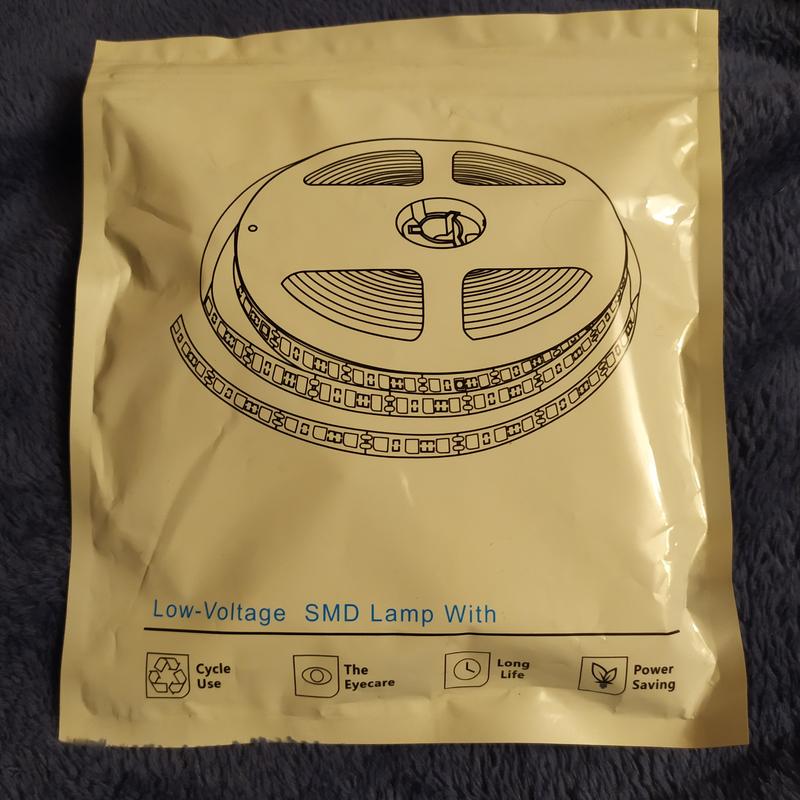 Low-Voltage SMD Lamp With
Cycle
Use
The
Eyecare
Long
Life
Power
Saving